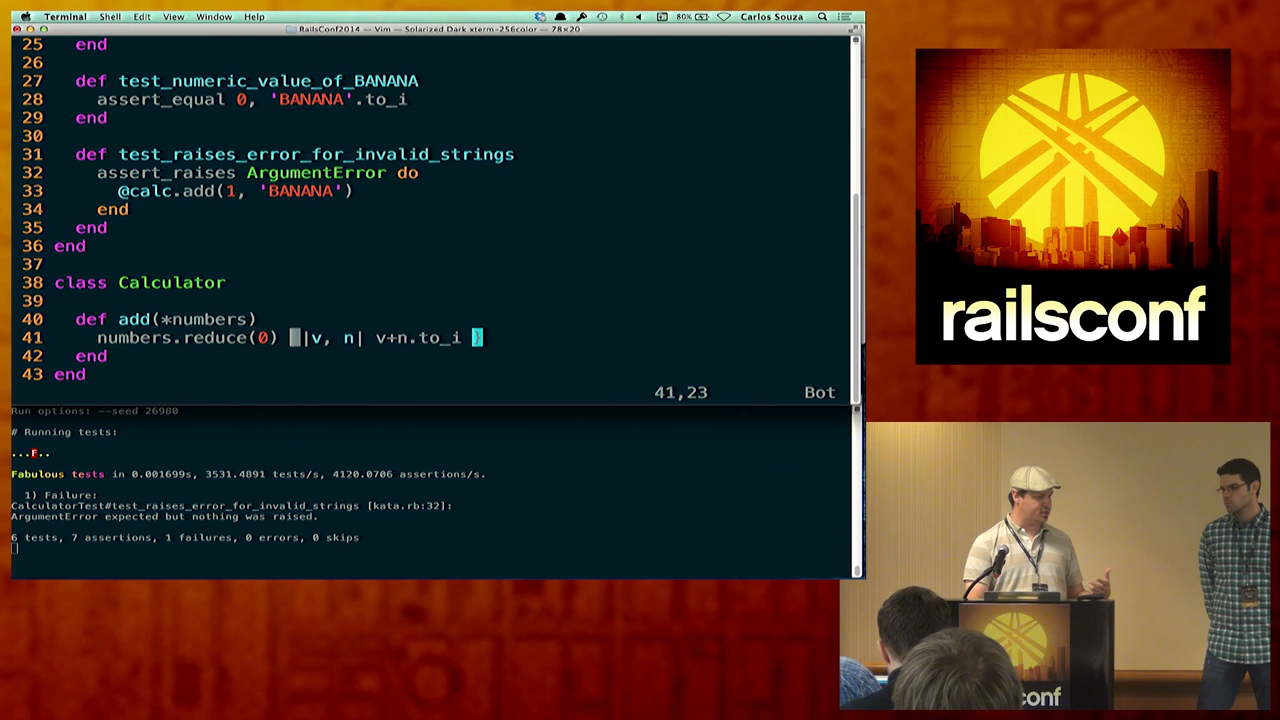 Terminal Shell Edit View Window Help 80% Carlos Souza
RailsConf2014 — Vim — Solarized Dark xterm-256color — 78×20
25 end
26
27 def test_numeric_value_of_BANANA
28 assert_equal 0, 'BANANA'.to_i
29 end
30
31 def test_raises_error_for_invalid_strings
32 assert_raises ArgumentError do
33 @calc.add(1, 'BANANA')
34 end
35 end
36 end
37
38 class Calculator
39
40 def add(*numbers)
41 numbers.reduce(0) { |v, n| v+n.to_i }
42 end
43 end
41,23 Bot
Run options: --seed 26980
# Running tests:
...F..
Fabulous tests in 0.001699s, 3531.4891 tests/s, 4120.0706 assertions/s.
1) Failure:
CalculatorTest#test_raises_error_for_invalid_strings [kata.rb:32]:
ArgumentError expected but nothing was raised.
6 tests, 7 assertions, 1 failures, 0 errors, 0 skips
railsconf
conf